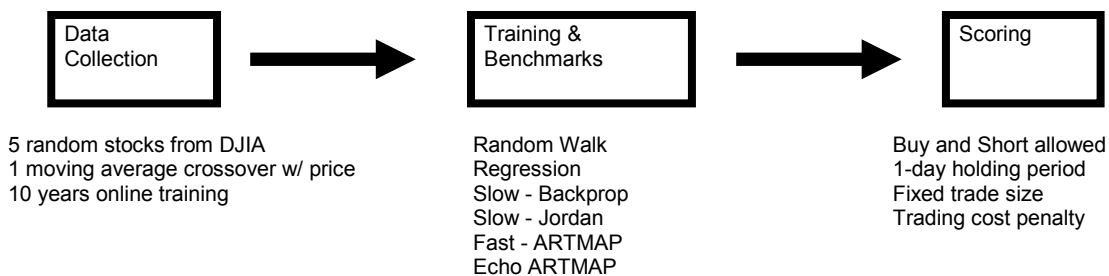 Data
Collection
Training &
Benchmarks
Scoring
5 random stocks from DJIA
1 moving average crossover w/ price
10 years online training
Random Walk
Regression
Slow - Backprop
Slow - Jordan
Fast - ARTMAP
Echo ARTMAP
Buy and Short allowed
1-day holding period
Fixed trade size
Trading cost penalty